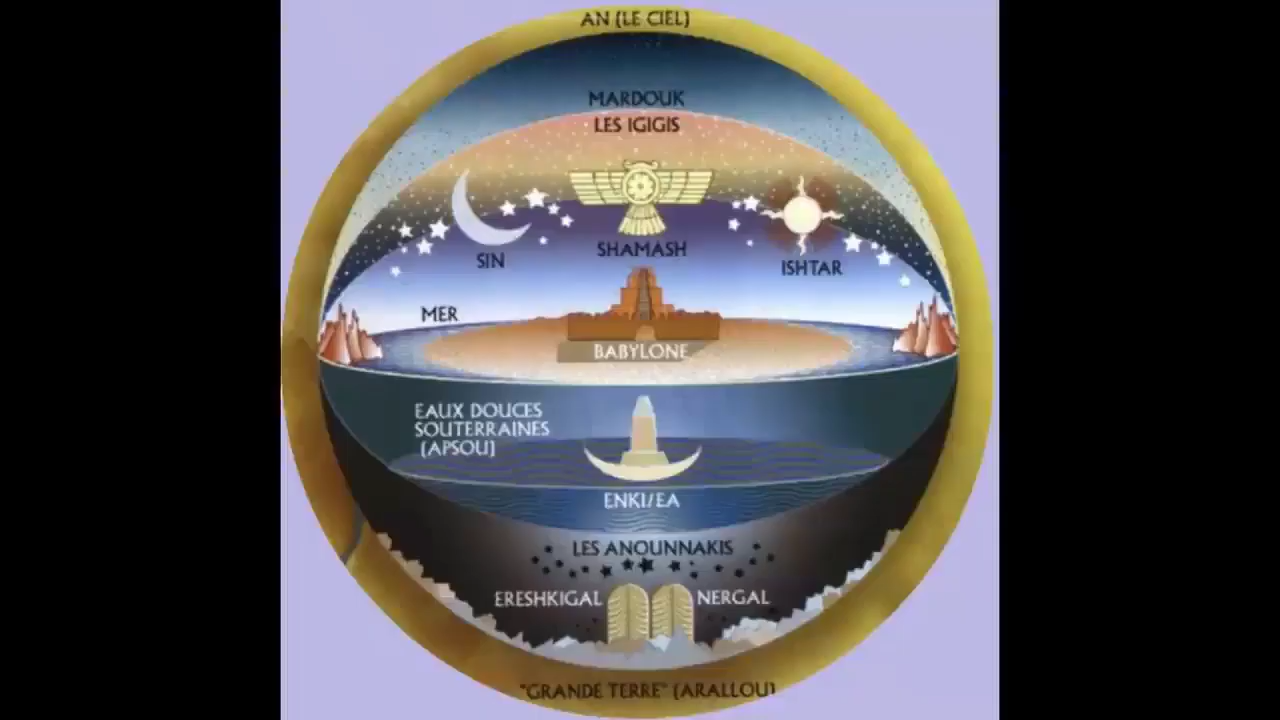 AN (LE CIEL)
MARDOUK
LES IGIGIS
SIN
SHAMASH
ISHTAR
MER
BABYLONE
EAUX DOUCES
SOUTERRAINES
(APSOU)
ENKI/EA
LES ANOUNNAKIS
ERESHKIGAL
NERGAL
"GRANDE TERRE" (ARALLOU)